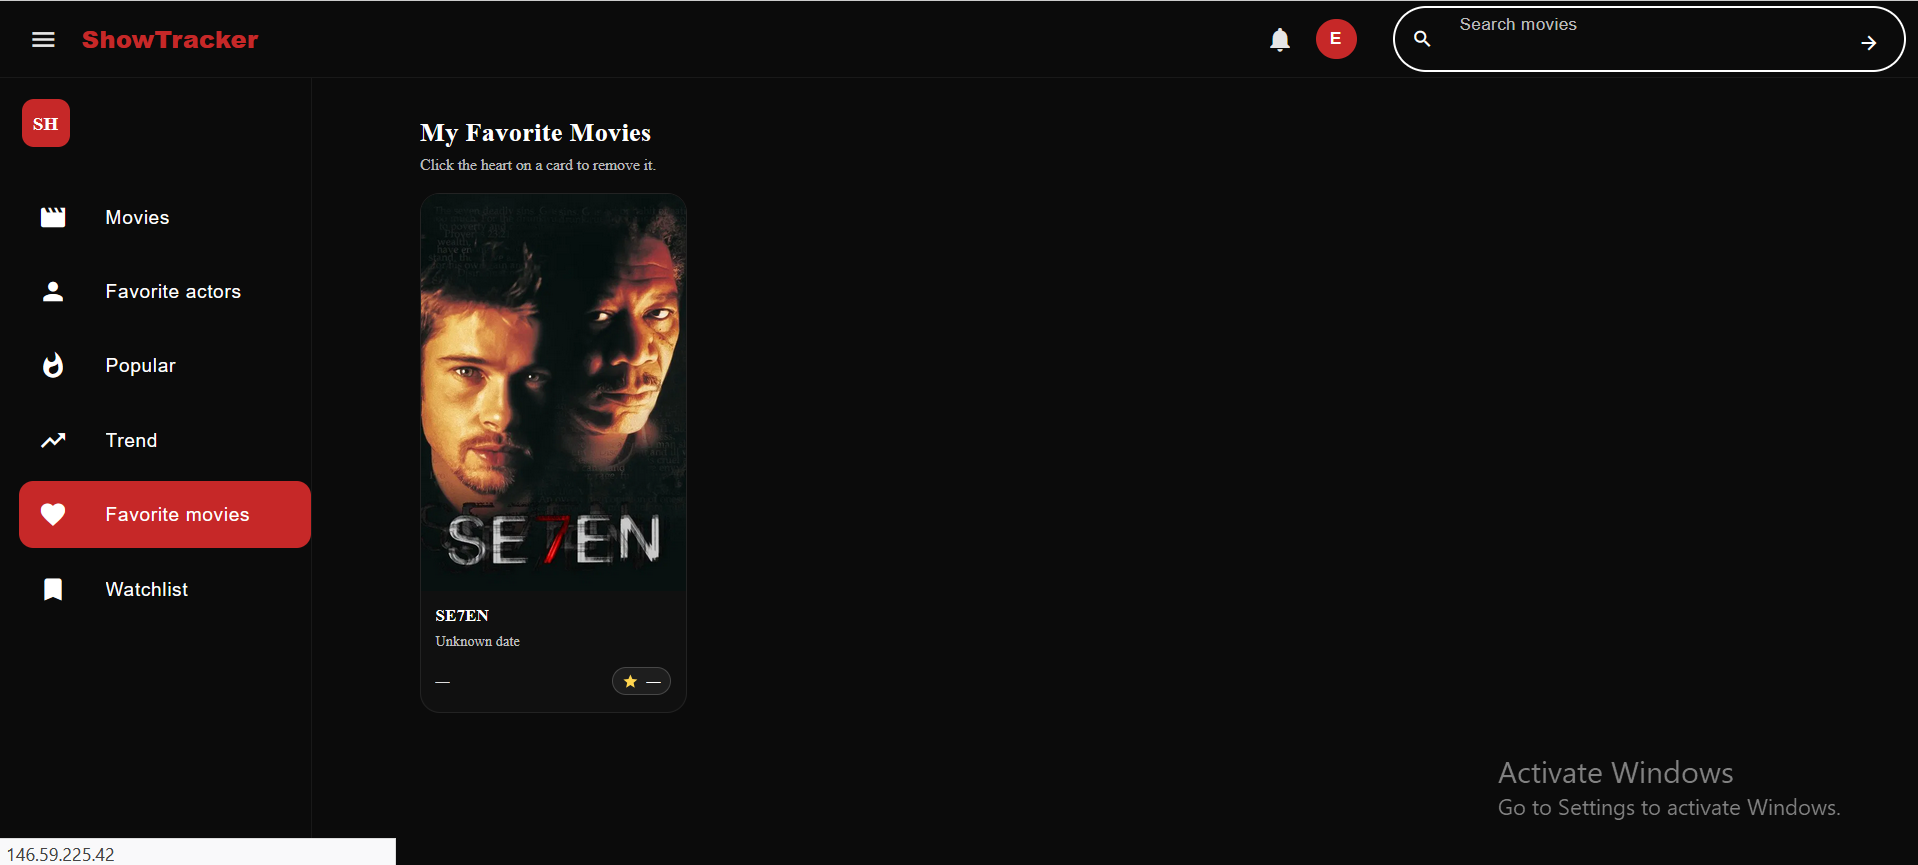 ShowTracker
E
Search movies
SH
Movies
Favorite actors
Popular
Trend
Favorite movies
Watchlist
My Favorite Movies
Click the heart on a card to remove it.
SE7EN
SE7EN
Unknown date
—
—
Activate Windows
Go to Settings to activate Windows.
146.59.225.42